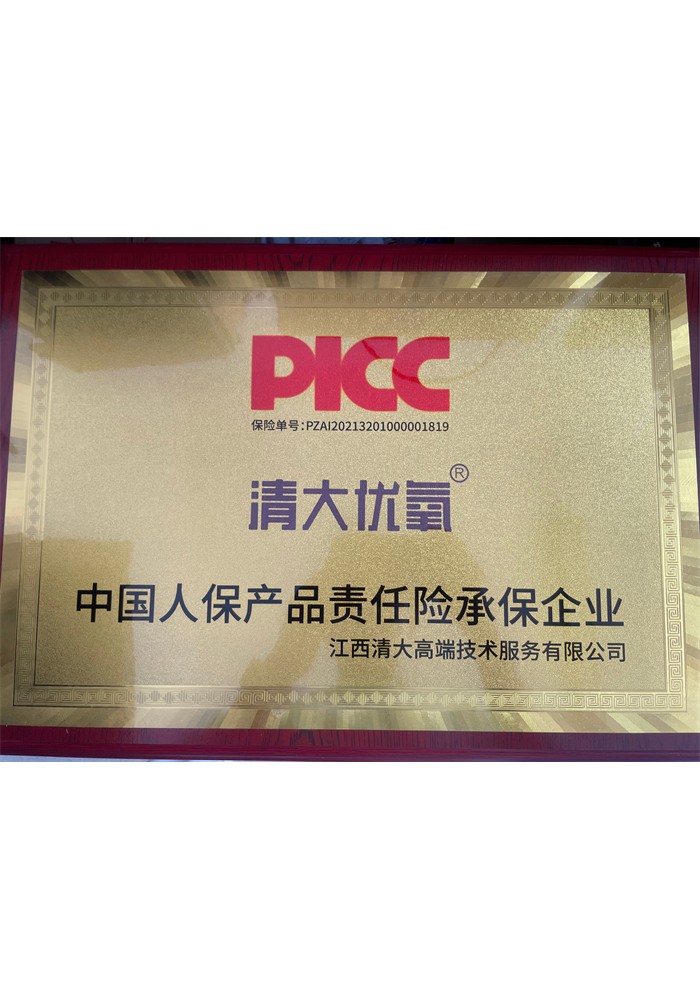 PICC
保险单号:PZAI20213201000001819
清大优氧®
中国人保产品责任险承保企业
江西清大高端技术服务有限公司